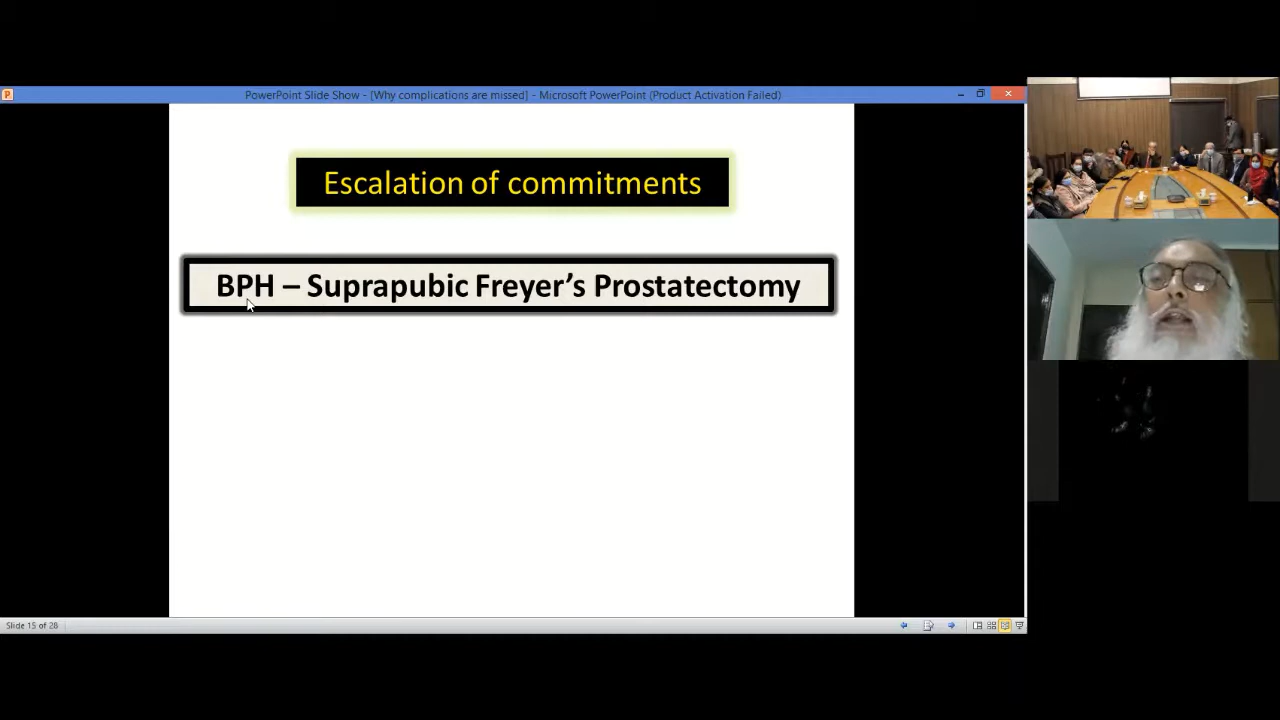 PowerPoint Slide Show - [Why complications are missed] - Microsoft PowerPoint (Product Activation Failed)
Escalation of commitments
BPH – Suprapubic Freyer’s Prostatectomy
Slide 15 of 28